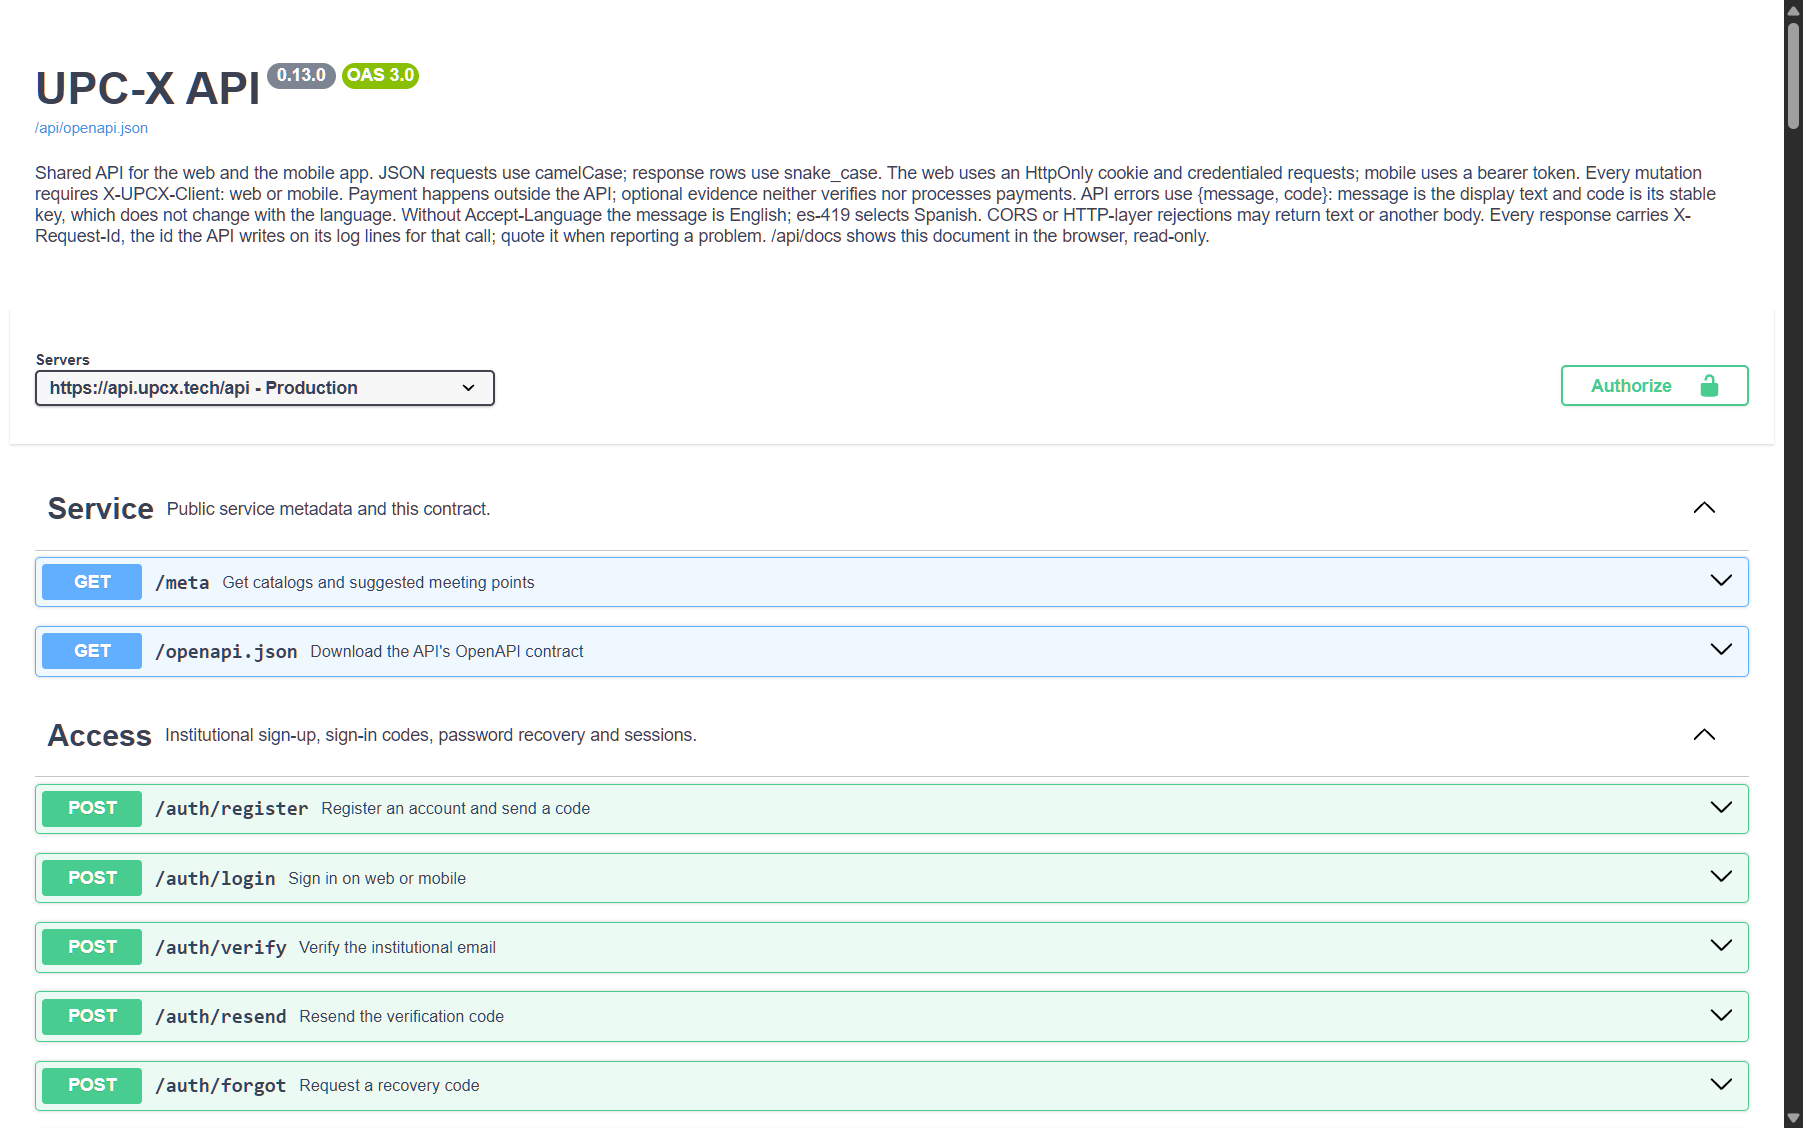 UPC-X API 0.13.0 OAS 3.0
/api/openapi.json
Shared API for the web and the mobile app. JSON requests use camelCase; response rows use snake_case. The web uses an HttpOnly cookie and credentialed requests; mobile uses a bearer token. Every mutation
requires X-UPCX-Client: web or mobile. Payment happens outside the API; optional evidence neither verifies nor processes payments. API errors use {message, code}: message is the display text and code is its stable
key, which does not change with the language. Without Accept-Language the message is English; es-419 selects Spanish. CORS or HTTP-layer rejections may return text or another body. Every response carries X-
Request-Id, the id the API writes on its log lines for that call; quote it when reporting a problem. /api/docs shows this document in the browser, read-only.
Servers
https://api.upcx.tech/api - Production
Authorize
Service Public service metadata and this contract.
GET /meta Get catalogs and suggested meeting points
GET /openapi.json Download the API's OpenAPI contract
Access Institutional sign-up, sign-in codes, password recovery and sessions.
POST /auth/register Register an account and send a code
POST /auth/login Sign in on web or mobile
POST /auth/verify Verify the institutional email
POST /auth/resend Resend the verification code
POST /auth/forgot Request a recovery code